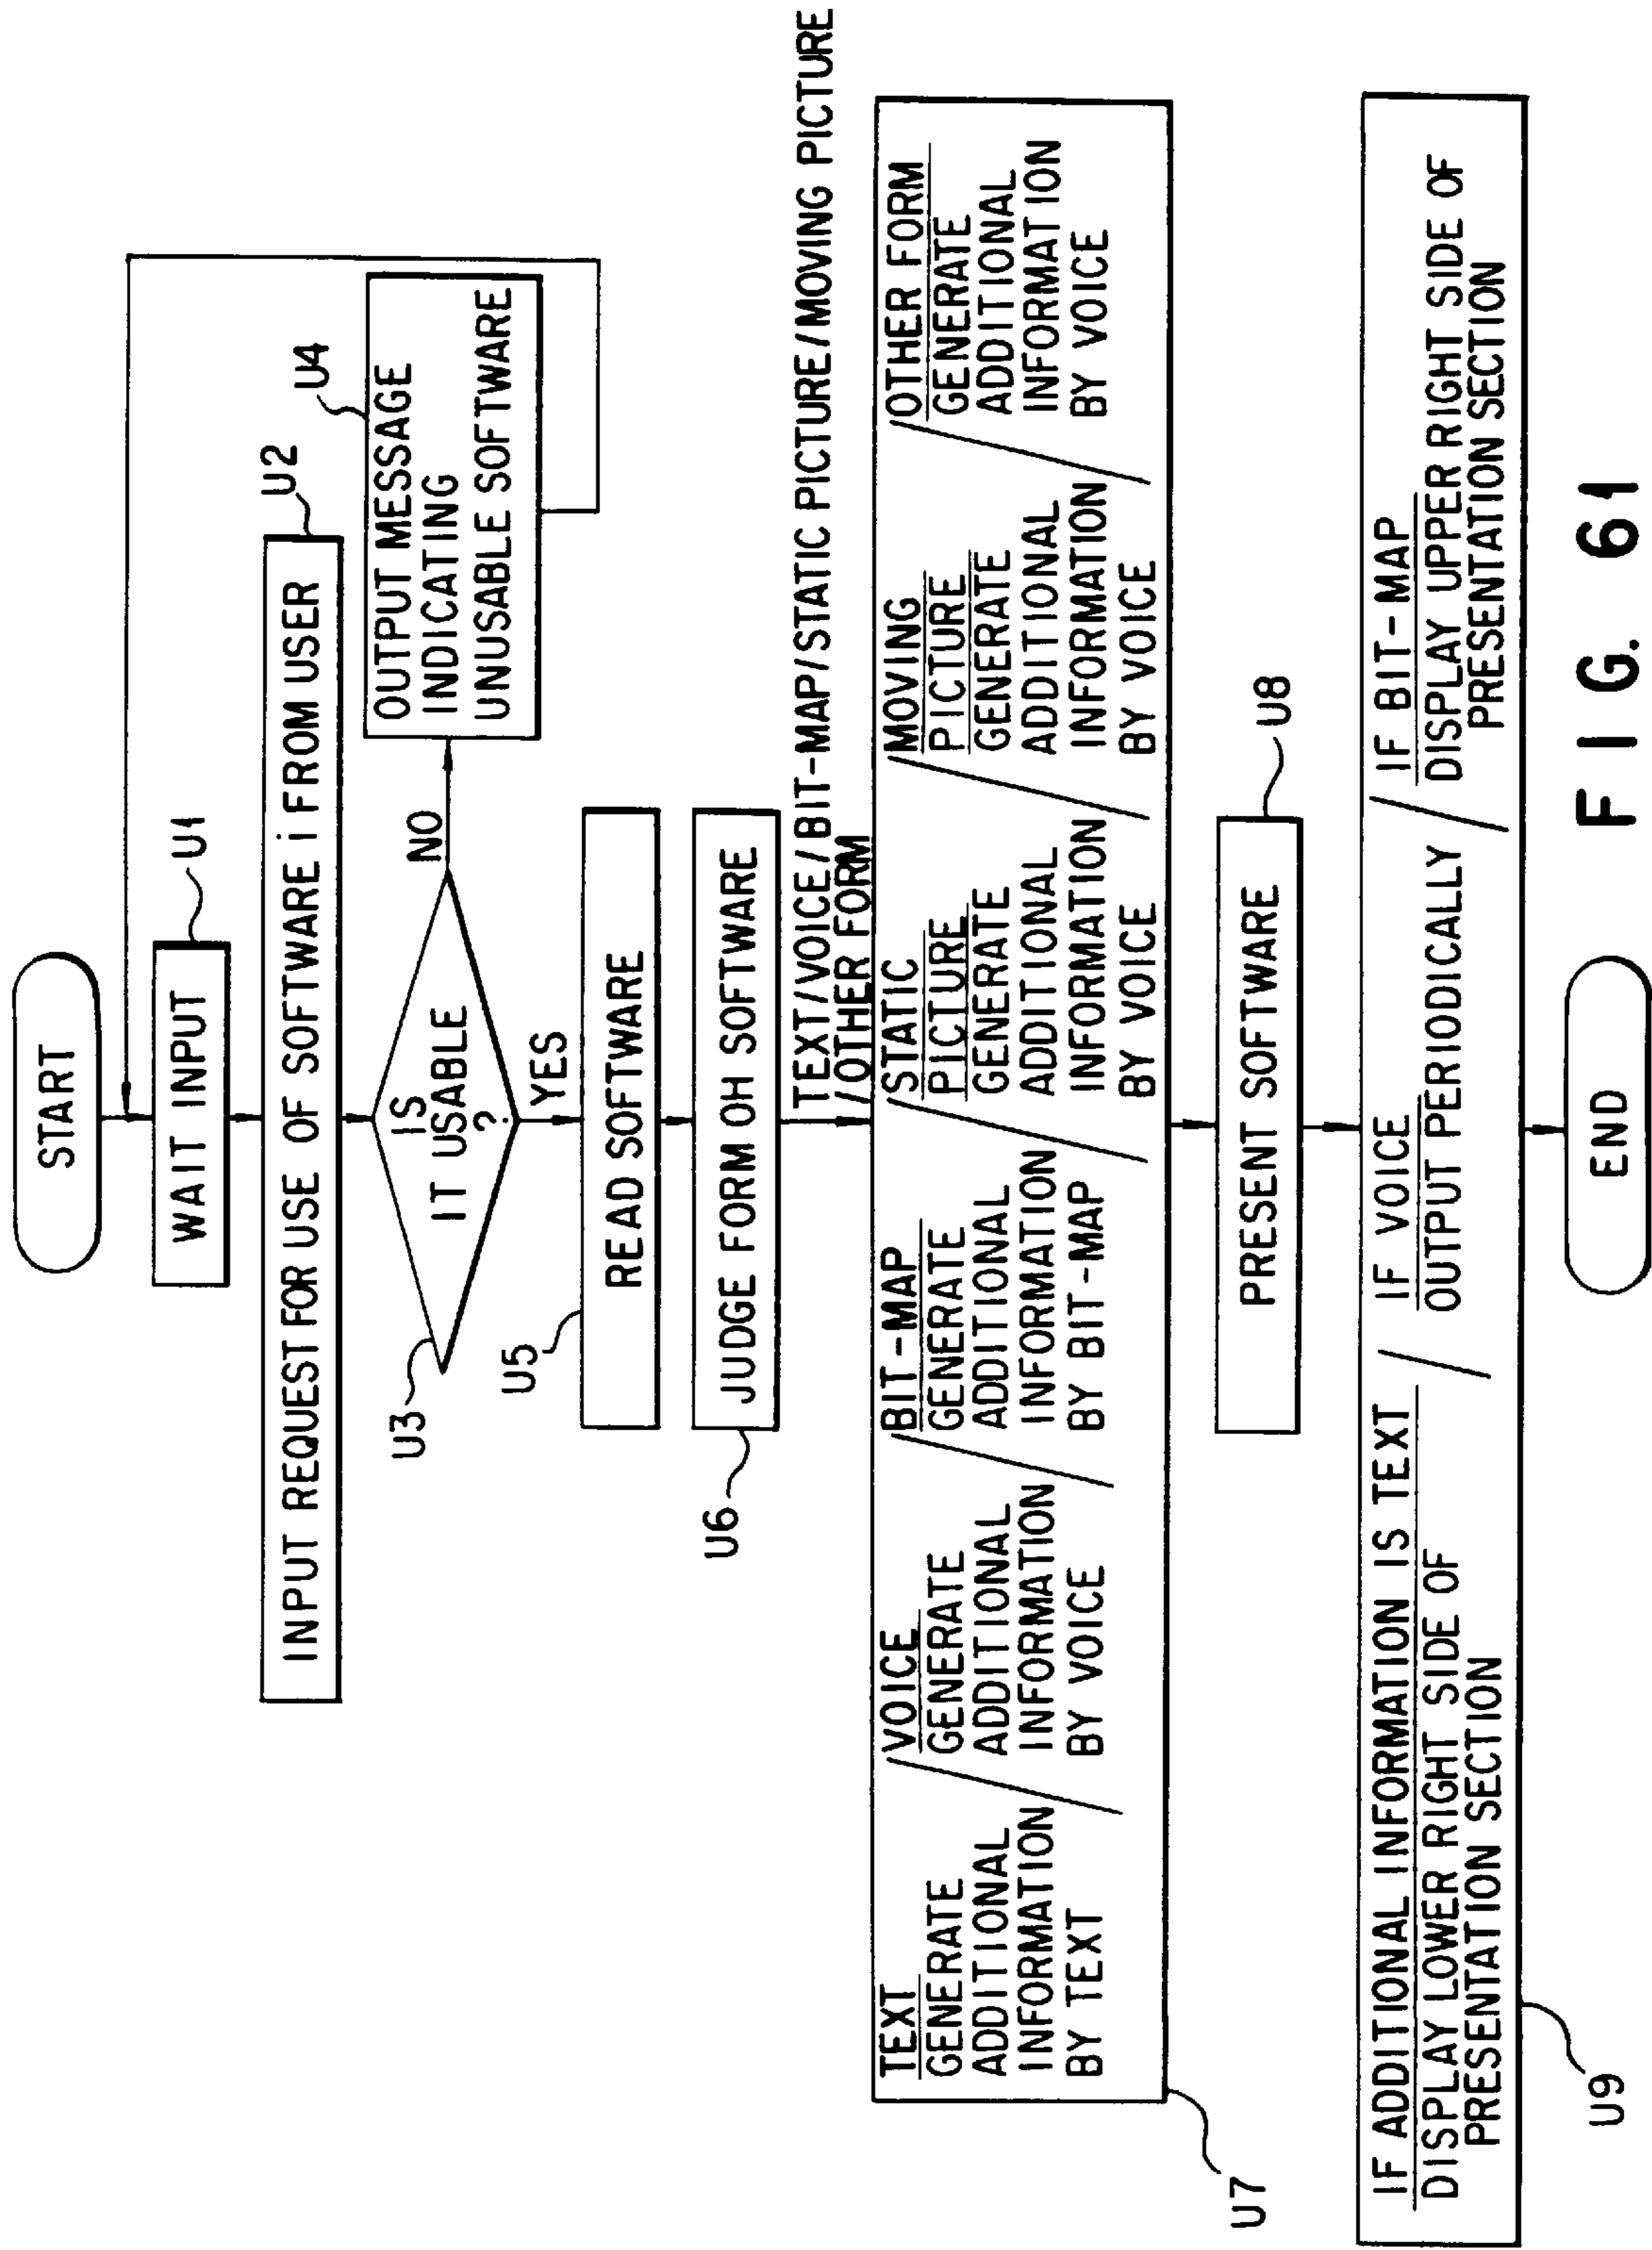 START
WAIT INPUT
U1
INPUT REQUEST FOR USE OF SOFTWARE i FROM USER
U2
IS
IT USABLE
?
U3
NO
OUTPUT MESSAGE
INDICATING
UNUSABLE SOFTWARE
U4
YES
READ SOFTWARE
U5
JUDGE FORM OH SOFTWARE
U6
TEXT/VOICE/BIT-MAP/STATIC PICTURE/MOVING PICTURE
/OTHER FORM
TEXT
GENERATE
ADDITIONAL
INFORMATION
BY TEXT
/
VOICE
GENERATE
ADDITIONAL
INFORMATION
BY VOICE
/
BIT-MAP
GENERATE
ADDITIONAL
INFORMATION
BY BIT-MAP
/
STATIC
PICTURE
GENERATE
ADDITIONAL
INFORMATION
BY VOICE
/
MOVING
PICTURE
GENERATE
ADDITIONAL
INFORMATION
BY VOICE
/
OTHER FORM
GENERATE
ADDITIONAL
INFORMATION
BY VOICE
U7
PRESENT SOFTWARE
U8
IF ADDITIONAL INFORMATION IS TEXT
DISPLAY LOWER RIGHT SIDE OF
PRESENTATION SECTION
/
IF VOICE
OUTPUT PERIODICALLY
/
IF BIT-MAP
DISPLAY UPPER RIGHT SIDE OF
PRESENTATION SECTION
U9
END
FIG. 61